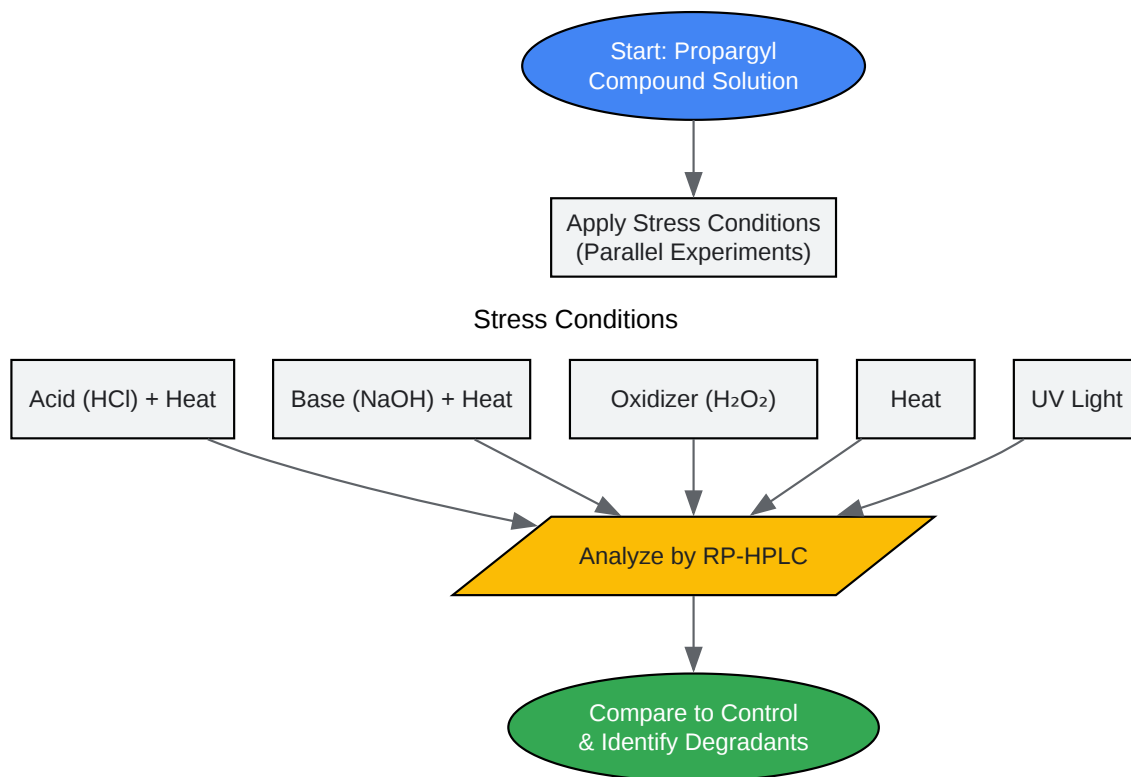 Start: Propargyl
Compound Solution
Apply Stress Conditions
(Parallel Experiments)
Stress Conditions
Acid (HCl) + Heat
Base (NaOH) + Heat
Oxidizer (H₂O₂)
Heat
UV Light
Analyze by RP-HPLC
Compare to Control
& Identify Degradants